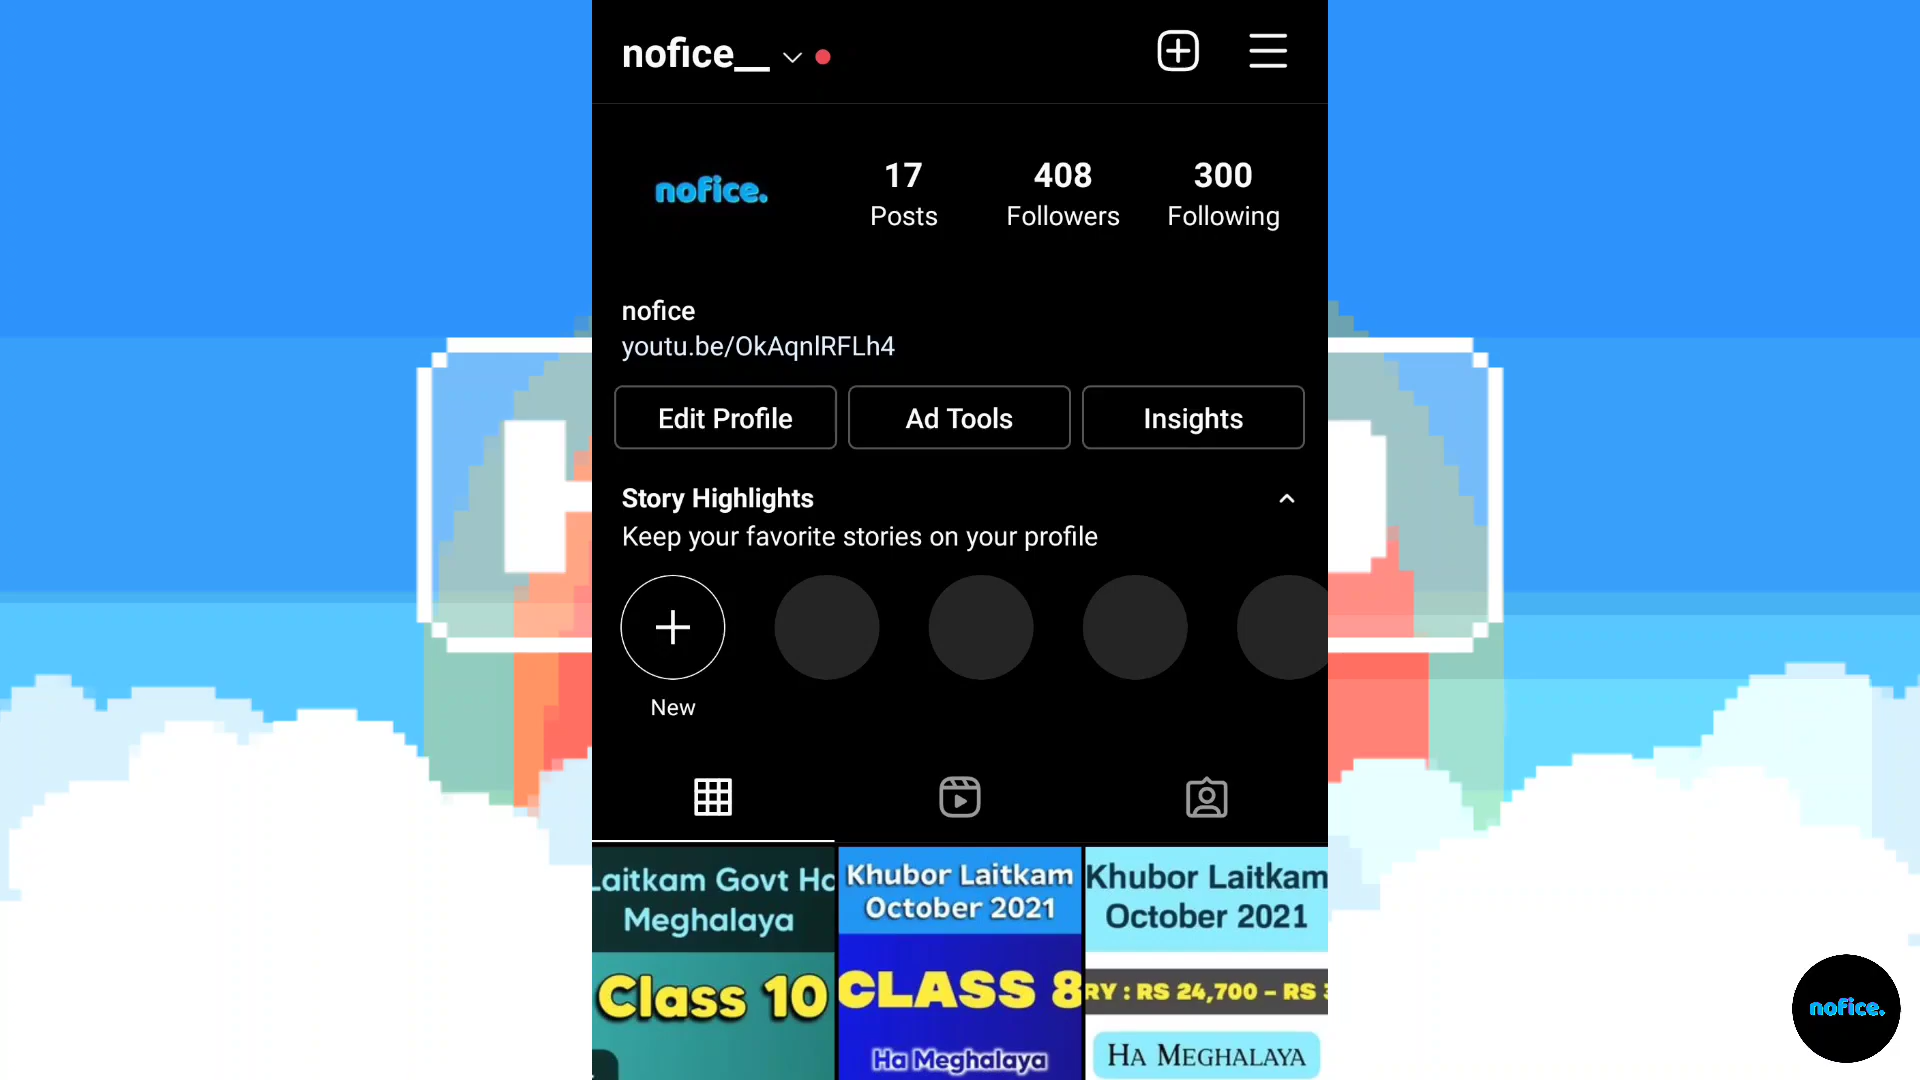 nofice__
nofice.
17
Posts
408
Followers
300
Following
nofice
youtu.be/OkAqnlRFLh4
Edit Profile
Ad Tools
Insights
Story Highlights
Keep your favorite stories on your profile
New
Laitkam Govt Ha
Meghalaya
Class 10
Khubor Laitkam
October 2021
CLASS 8
Ha Meghalaya
Khubor Laitkam
October 2021
RY : RS 24,700 –  RS
HA MEGHALAYA
nofice.